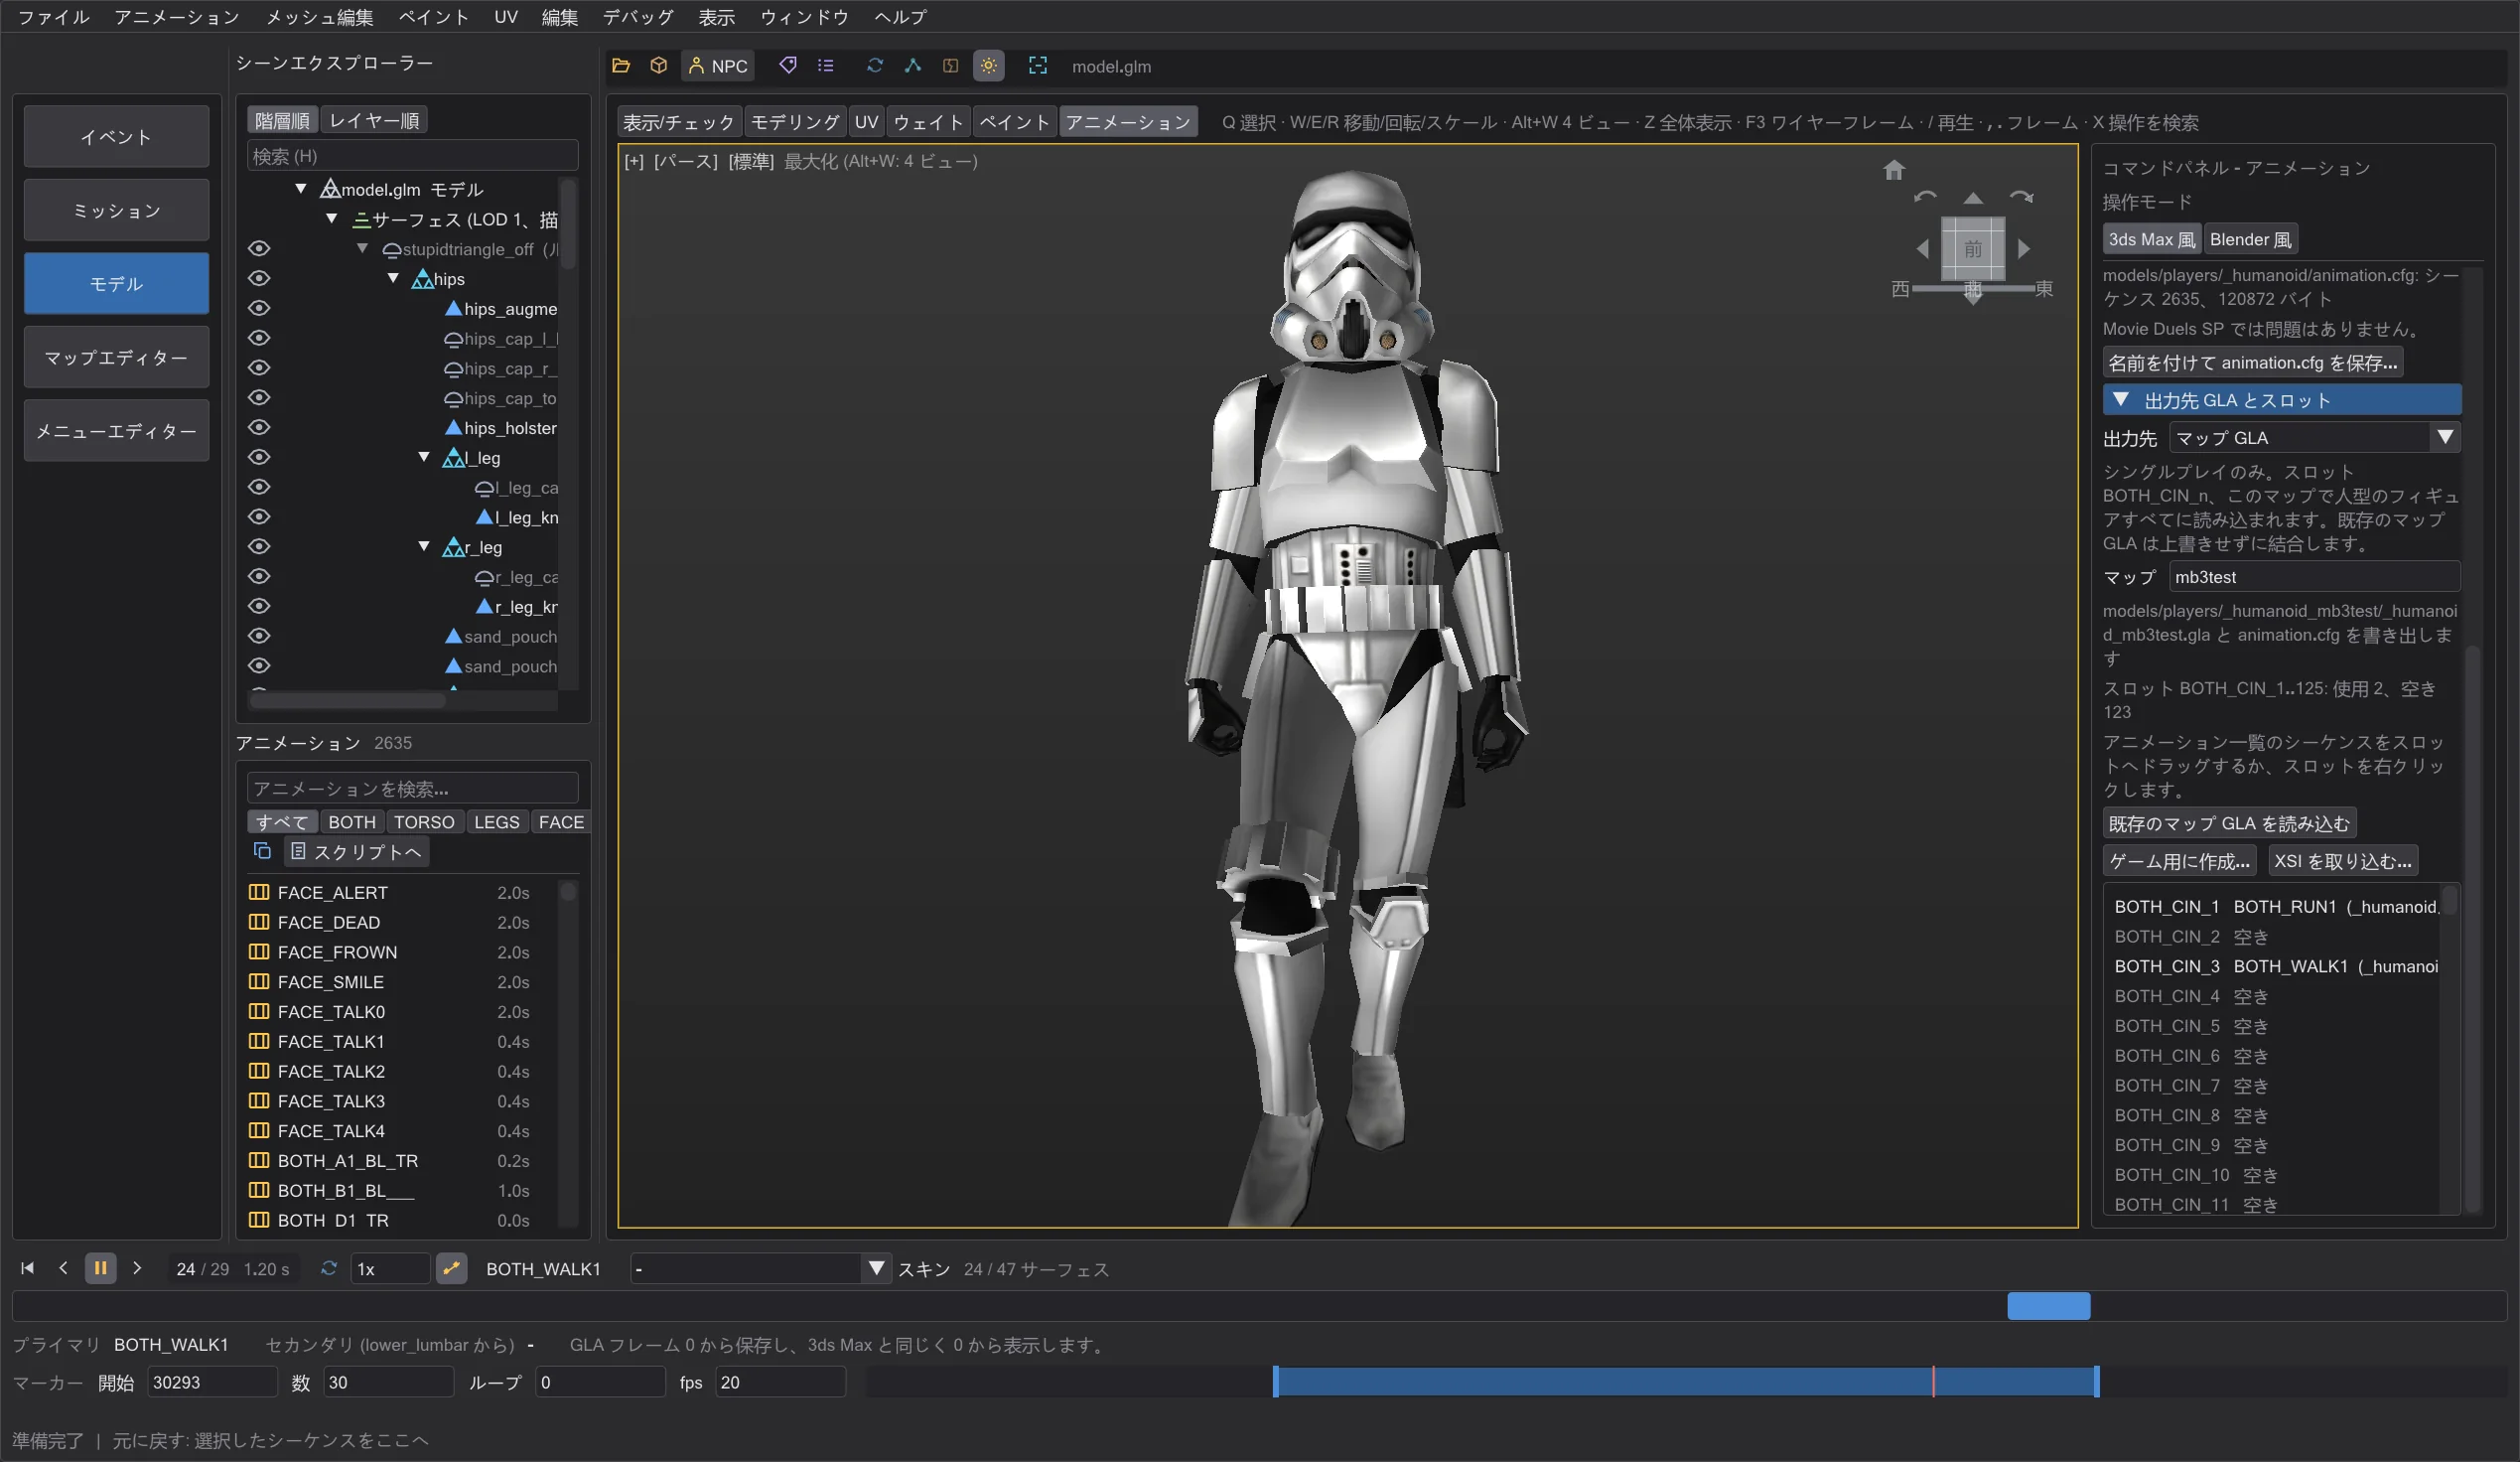 ファイル アニメーション メッシュ編集 ペイント UV 編集 デバッグ 表示 ウィンドウ ヘルプ
イベント
ミッション
モデル
マップエディター
メニューエディター
シーンエクスプローラー
階層順 レイヤー順
検索 (H)
model.glm モデル
サーフェス (LOD 1、描
stupidtriangle_off
hips
hips_augme
hips_cap_l_
hips_cap_r_
hips_cap_to
hips_holster
l_leg
l_leg_ca
l_leg_kn
r_leg
r_leg_ca
r_leg_kn
sand_pouch
sand_pouch
アニメーション 2635
アニメーションを検索...
すべて BOTH TORSO LEGS FACE
スクリプトへ
FACE_ALERT 2.0s
FACE_DEAD 2.0s
FACE_FROWN 2.0s
FACE_SMILE 2.0s
FACE_TALK0 2.0s
FACE_TALK1 0.4s
FACE_TALK2 0.4s
FACE_TALK3 0.4s
FACE_TALK4 0.4s
BOTH_A1_BL_TR 0.2s
BOTH_B1_BL___ 1.0s
BOTH_D1_TR 0.0s
NPC model.glm
表示/チェック モデリング UV ウェイト ペイント アニメーション Q 選択 · W/E/R 移動/回転/スケール · Alt+W 4 ビュー · Z 全体表示 · F3 ワイヤーフレーム · / 再生 · , . フレーム · X 操作を検索
[+] [パース] [標準] 最大化 (Alt+W: 4 ビュー)
前
西 北 東
コマンドパネル - アニメーション
操作モード
3ds Max 風 Blender 風
models/players/_humanoid/animation.cfg: シー
ケンス 2635、120872 バイト
Movie Duels SP では問題はありません。
名前を付けて animation.cfg を保存...
出力先 GLA とスロット
出力先 マップ GLA
シングルプレイのみ。スロット
BOTH_CIN_n、このマップで人型のフィギュ
アすべてに読み込まれます。既存のマップ
GLA は上書きせずに結合します。
マップ mb3test
models/players/_humanoid_mb3test/_humanoi
d_mb3test.gla と animation.cfg を書き出しま
す
スロット BOTH_CIN_1..125: 使用 2、空き
123
アニメーション一覧のシーケンスをスロッ
トへドラッグするか、スロットを右クリッ
クします。
既存のマップ GLA を読み込む
ゲーム用に作成... XSI を取り込む...
BOTH_CIN_1 BOTH_RUN1 (_humanoid.
BOTH_CIN_2 空き
BOTH_CIN_3 BOTH_WALK1 (_humanoi
BOTH_CIN_4 空き
BOTH_CIN_5 空き
BOTH_CIN_6 空き
BOTH_CIN_7 空き
BOTH_CIN_8 空き
BOTH_CIN_9 空き
BOTH_CIN_10 空き
BOTH_CIN_11 空き
24 / 29 1.20 s 1x BOTH_WALK1 - スキン 24 / 47 サーフェス
プライマリ BOTH_WALK1 セカンダリ (lower_lumbar から) - GLA フレーム 0 から保存し、3ds Max と同じく 0 から表示します。
マーカー 開始 30293 数 30 ループ 0 fps 20
準備完了 | 元に戻す: 選択したシーケンスをここへ